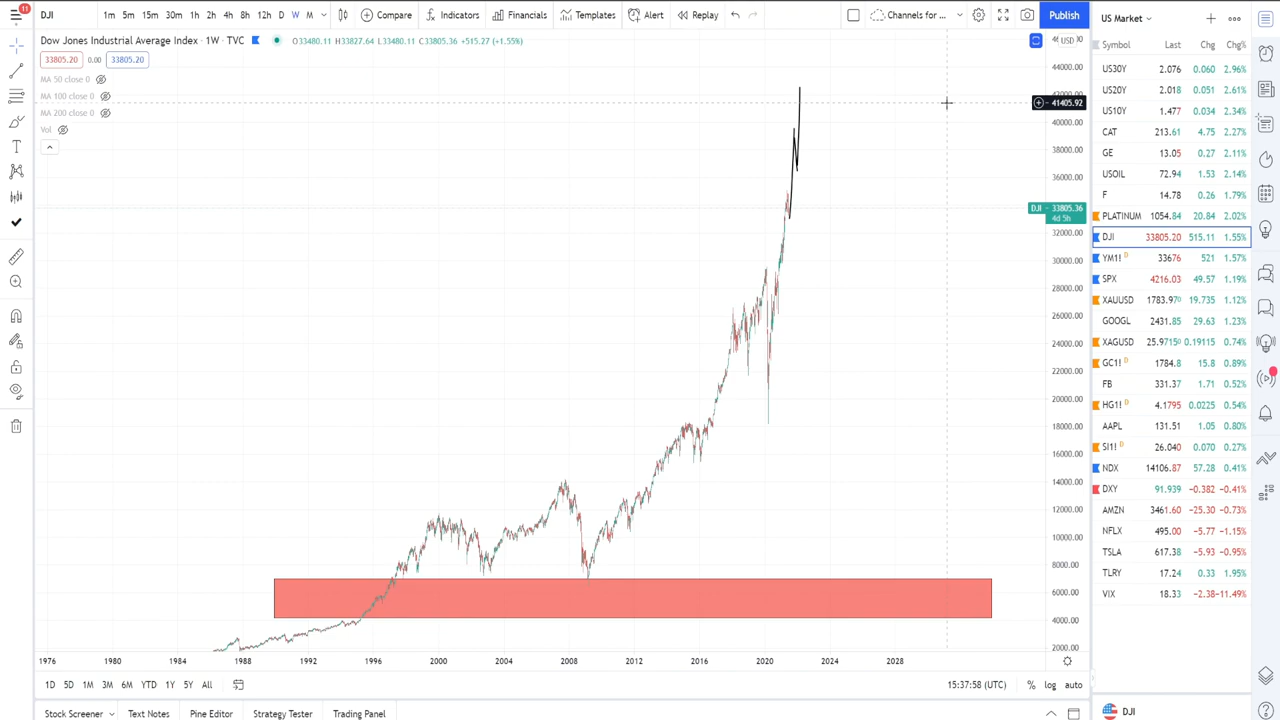 11
DJI 1m 5m 15m 30m 1h 2h 4h 8h 12h D W M Compare Indicators Financials Templates Alert Replay Channels for ... Publish
Dow Jones Industrial Average Index · 1W · TVC O33480.11 H33827.64 L33480.11 C33805.36 +515.27 (+1.55%)
33805.20 0.00 33805.20
MA 50 close 0
MA 100 close 0
MA 200 close 0
Vol
USD
44000.00
41405.92
40000.00
38000.00
36000.00
DJI 33805.36
4d 5h
32000.00
30000.00
28000.00
26000.00
24000.00
22000.00
20000.00
18000.00
16000.00
14000.00
12000.00
10000.00
8000.00
6000.00
4000.00
2000.00
1976 1980 1984 1988 1992 1996 2000 2004 2008 2012 2016 2020 2024 2028
1D 5D 1M 3M 6M YTD 1Y 5Y All 15:37:58 (UTC) % log auto
Stock Screener Text Notes Pine Editor Strategy Tester Trading Panel
US Market
Symbol Last Chg Chg%
US30Y 2.076 0.060 2.96%
US20Y 2.018 0.051 2.61%
US10Y 1.477 0.034 2.34%
CAT 213.61 4.75 2.27%
GE 13.05 0.27 2.11%
USOIL 72.94 1.53 2.14%
F 14.78 0.26 1.79%
PLATINUM 1054.84 20.84 2.02%
DJI 33805.20 515.11 1.55%
YM1! D 33676 521 1.57%
SPX 4216.03 49.57 1.19%
XAUUSD 1783.970 19.735 1.12%
GOOGL 2431.85 29.63 1.23%
XAGUSD 25.97150 0.19115 0.74%
GC1! D 1784.8 15.8 0.89%
FB 331.37 1.71 0.52%
HG1! D 4.1795 0.0225 0.54%
AAPL 131.51 1.05 0.80%
SI1! D 26.040 0.070 0.27%
NDX 14106.87 57.28 0.41%
DXY 91.939 −0.382 −0.41%
AMZN 3461.60 −25.30 −0.73%
NFLX 495.00 −5.77 −1.15%
TSLA 617.38 −5.93 −0.95%
TLRY 17.24 0.33 1.95%
VIX 18.33 −2.38 −11.49%
DJI